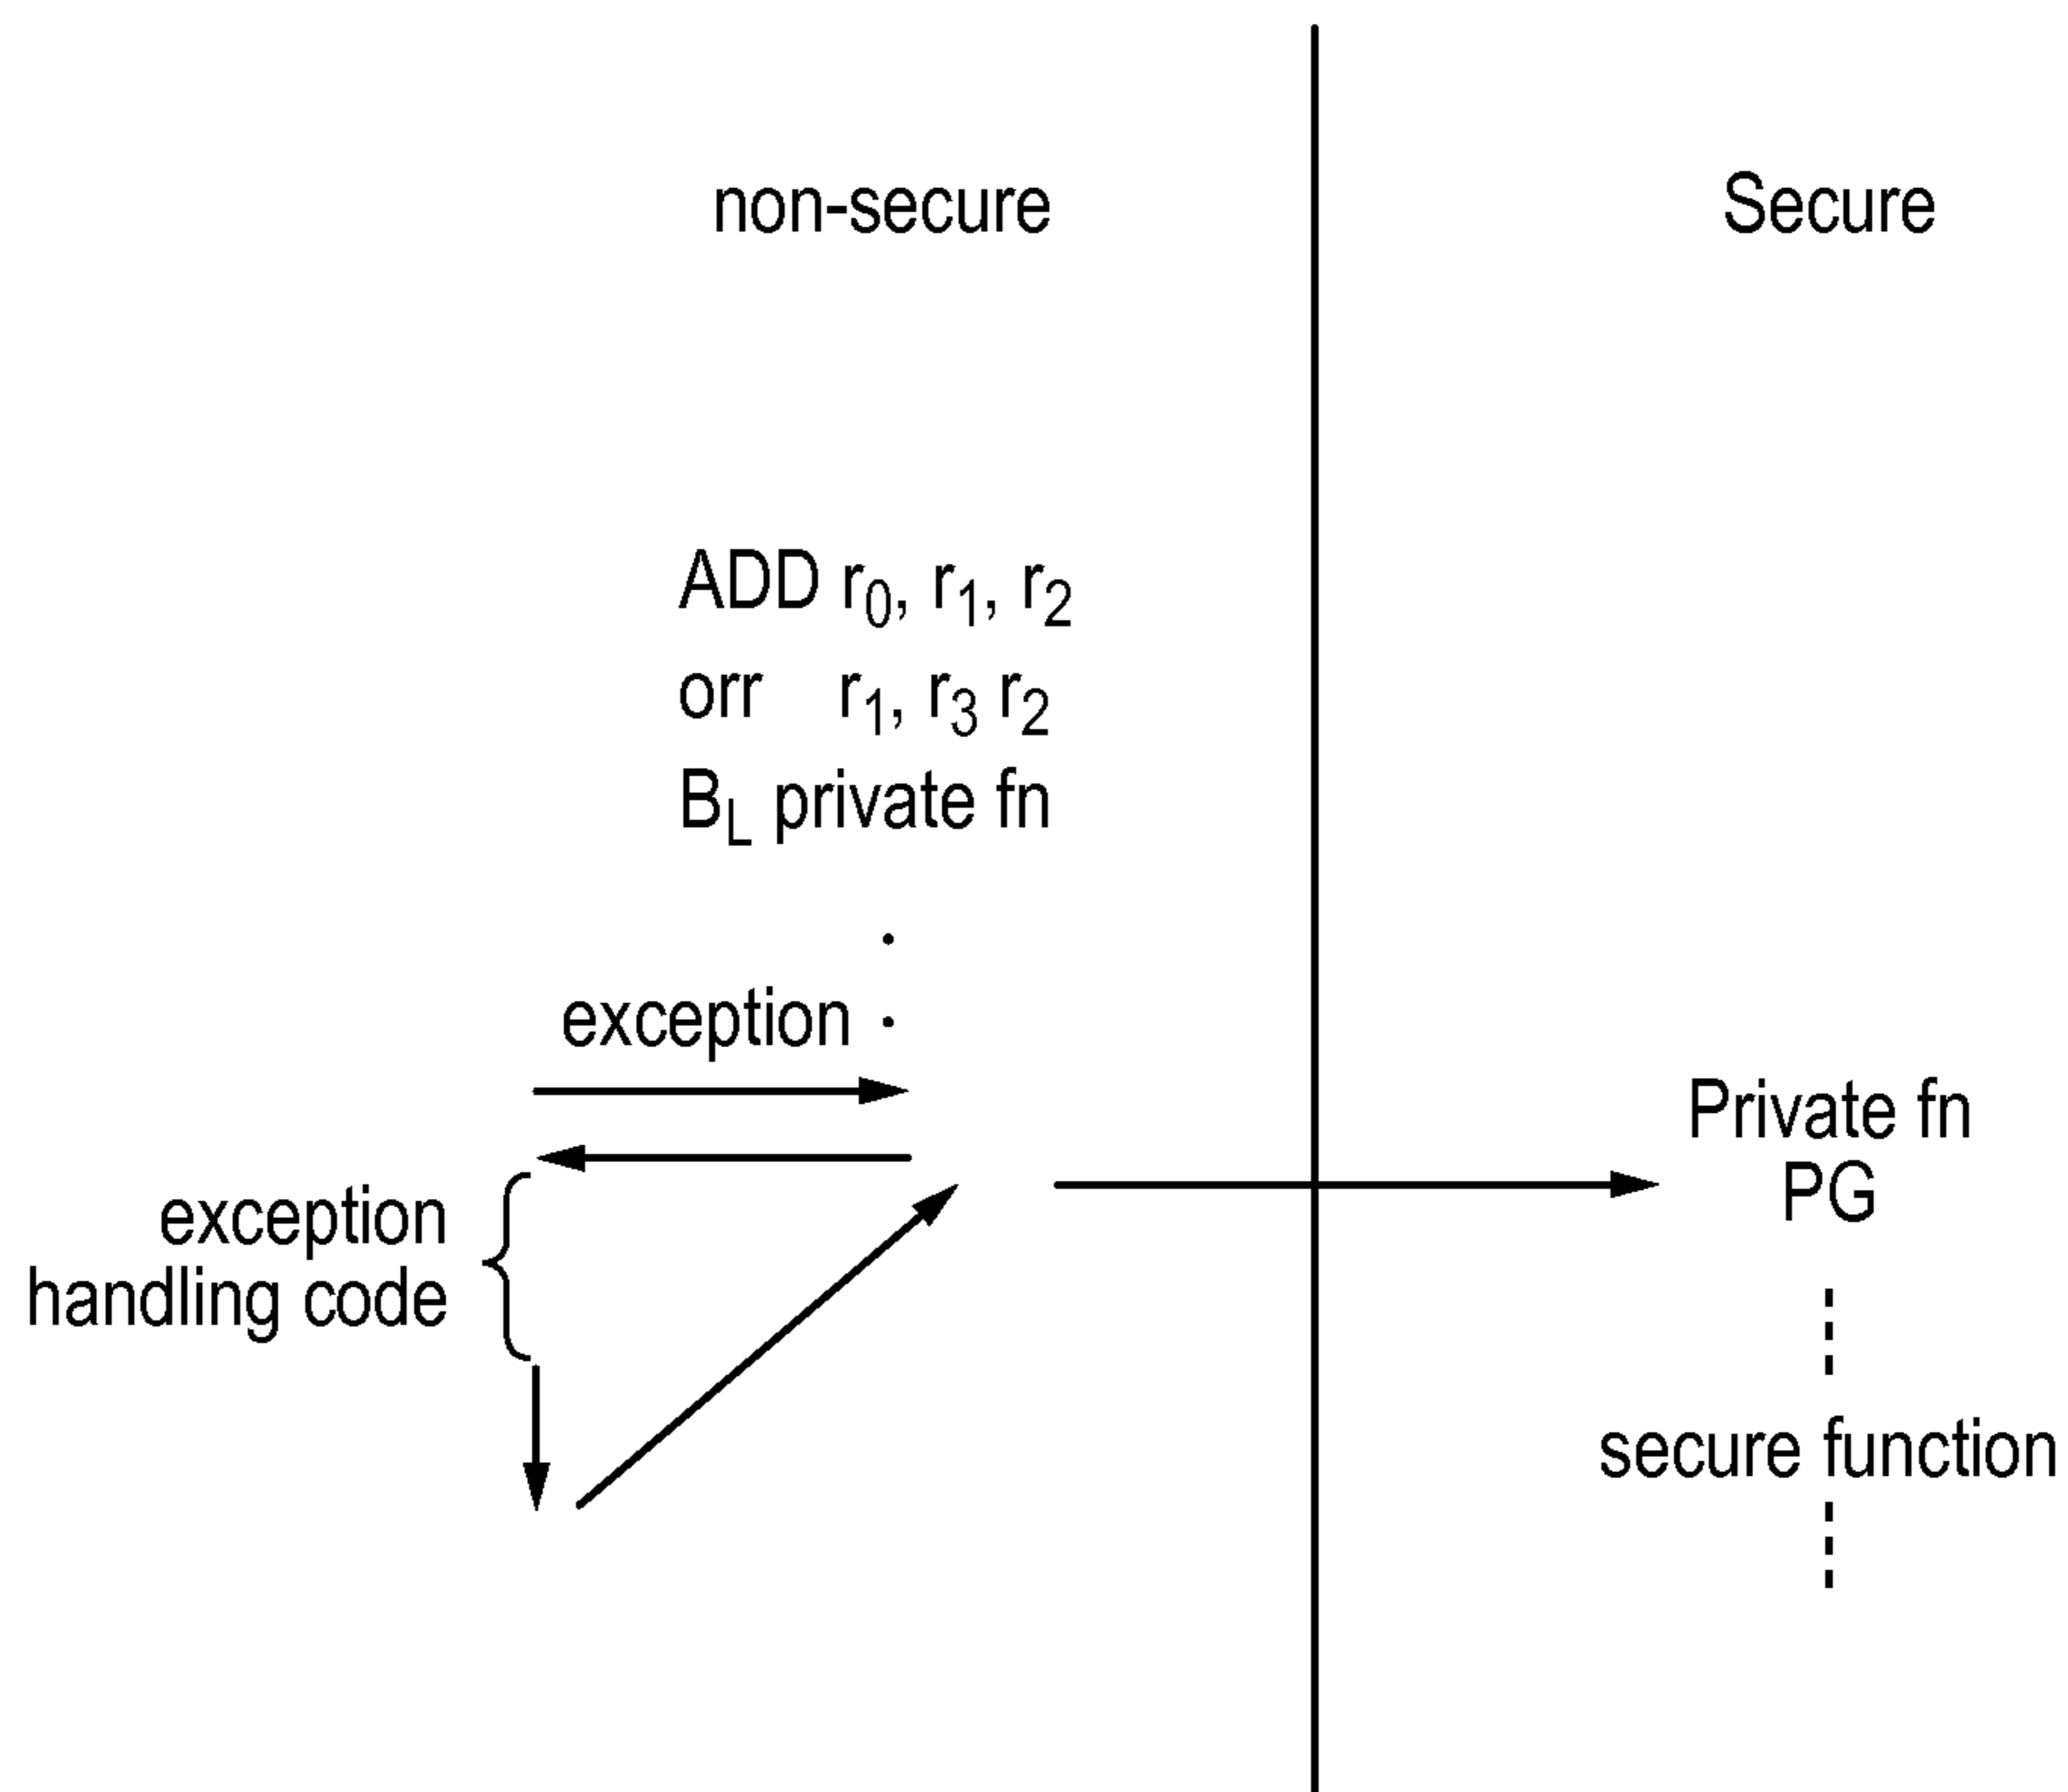 non-secure
Secure
ADD r₀, r₁, r₂
orr r₁, r₃ r₂
B_L private fn
exception
exception
handling code
Private fn
PG
secure function